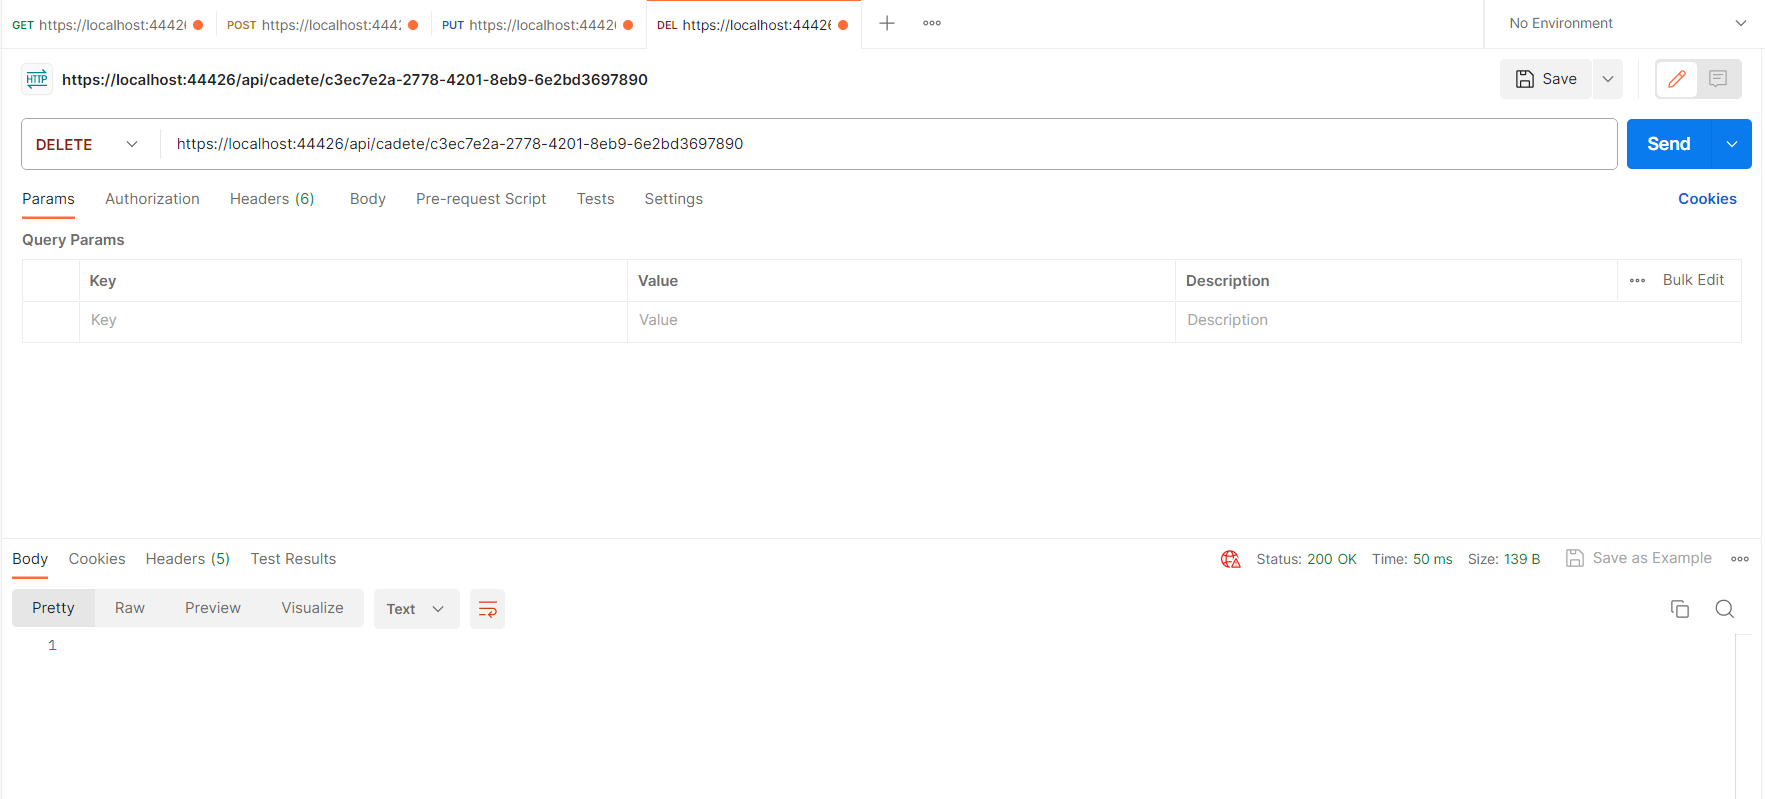 GET https://localhost:4442 POST https://localhost:444 PUT https://localhost:4442 DEL https://localhost:4442 No Environment
HTTP https://localhost:44426/api/cadete/c3ec7e2a-2778-4201-8eb9-6e2bd3697890 Save
DELETE https://localhost:44426/api/cadete/c3ec7e2a-2778-4201-8eb9-6e2bd3697890 Send
Params Authorization Headers (6) Body Pre-request Script Tests Settings Cookies
Query Params
Key Value Description Bulk Edit
Key Value Description
Body Cookies Headers (5) Test Results Status: 200 OK Time: 50 ms Size: 139 B Save as Example
Pretty Raw Preview Visualize Text
1